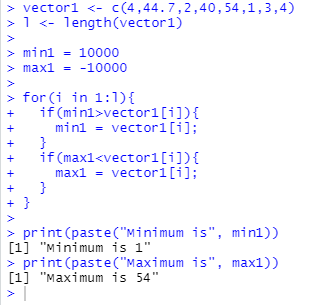 > vector1 <- c(4,44.7,2,40,54,1,3,4)
> l <- length(vector1)
>
> min1 = 10000
> max1 = -10000
>
> for(i in 1:l){
+   if(min1>vector1[i]){
+     min1 = vector1[i];
+   }
+   if(max1<vector1[i]){
+     max1 = vector1[i];
+   }
+ }
>
> print(paste("Minimum is", min1))
[1] "Minimum is 1"
> print(paste("Maximum is", max1))
[1] "Maximum is 54"
>